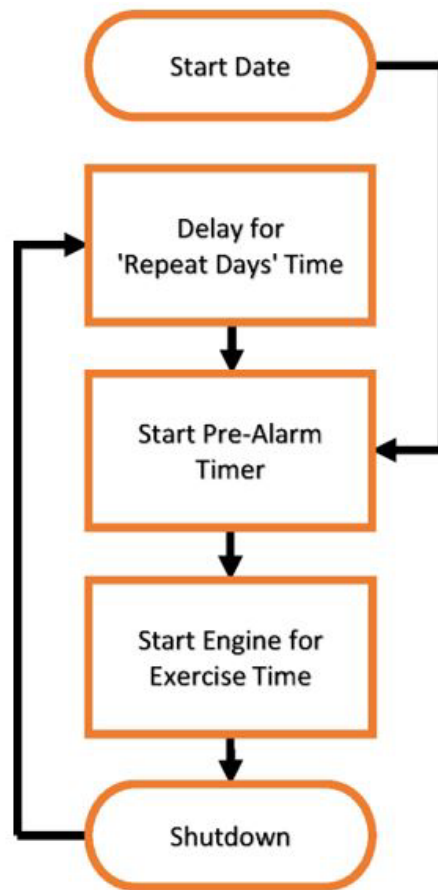 Start Date
Delay for
'Repeat Days' Time
Start Pre-Alarm
Timer
Start Engine for
Exercise Time
Shutdown